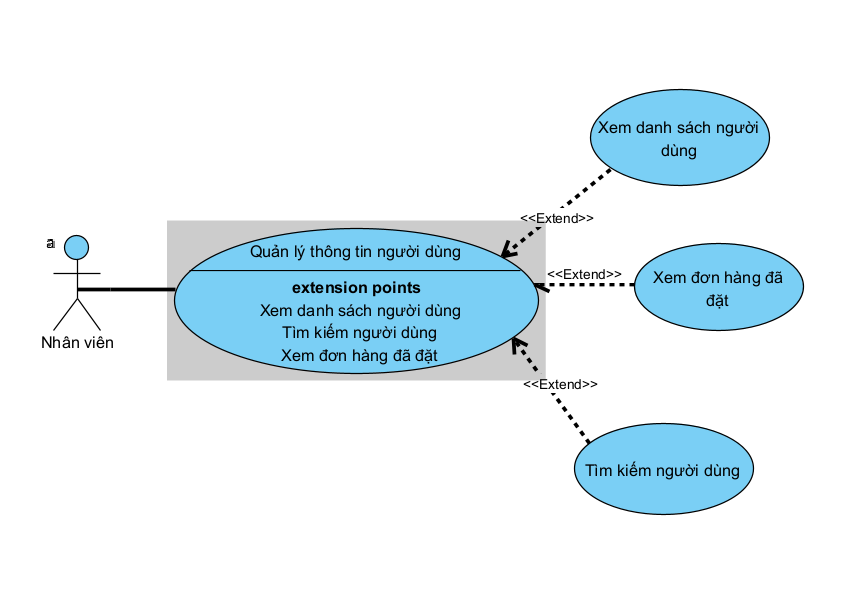 Xem danh sách người
dùng
<<Extend>>
Quản lý thông tin người dùng
extension points
Xem danh sách người dùng
Tìm kiếm người dùng
Xem đơn hàng đã đặt
<<Extend>>
Xem đơn hàng đã
đặt
Nhân viên
<<Extend>>
Tìm kiếm người dùng